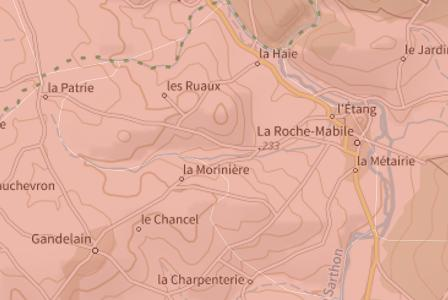 la Haie
le Jardin
la Patrie
les Ruaux
l'Étang
La Roche-Mabile
233
la Métairie
la Morinière
auchevron
le Chancel
Gandelain
la Charpenterie
Sarthon